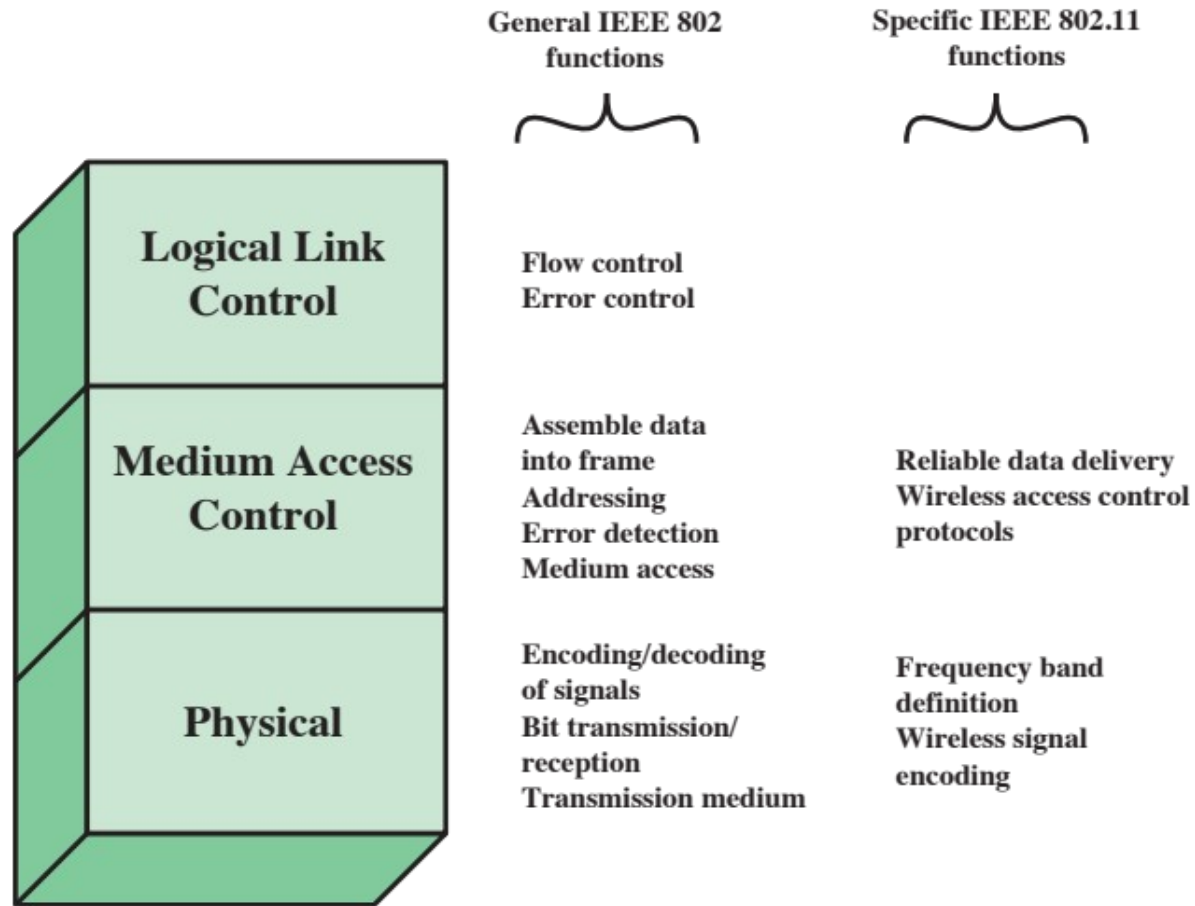 General IEEE 802
functions
Specific IEEE 802.11
functions
Logical Link
Control
Flow control
Error control
Medium Access
Control
Assemble data
into frame
Addressing
Error detection
Medium access
Reliable data delivery
Wireless access control
protocols
Physical
Encoding/decoding
of signals
Bit transmission/
reception
Transmission medium
Frequency band
definition
Wireless signal
encoding